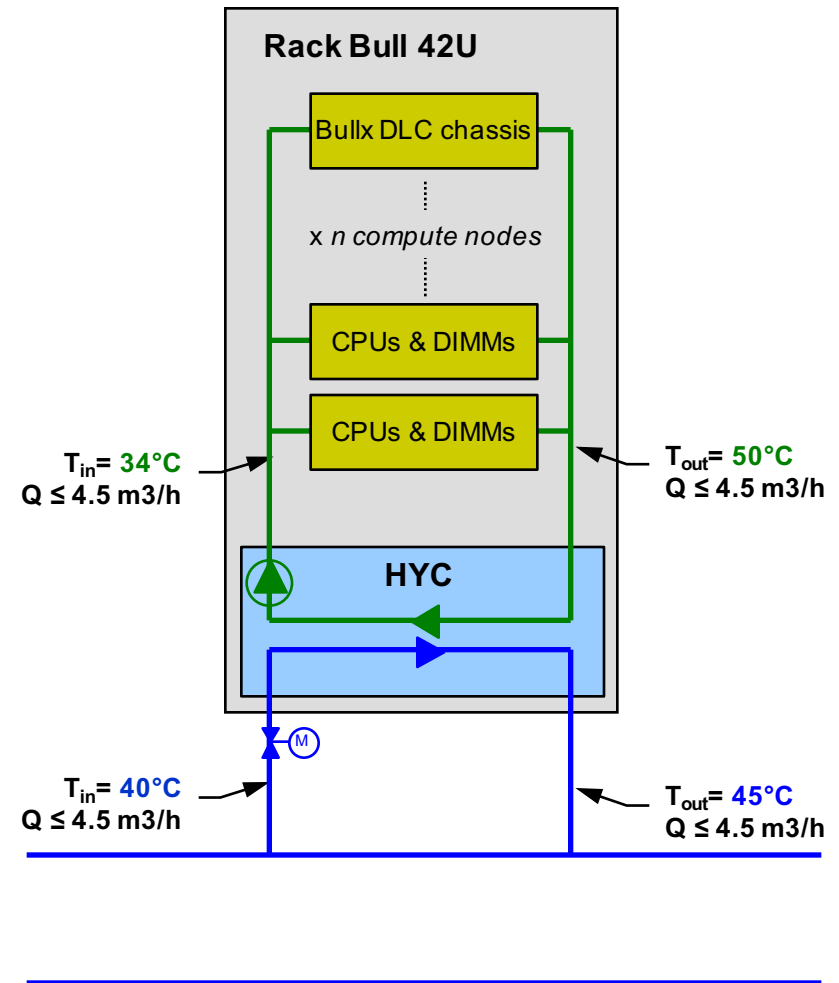 Rack Bull 42U
Bullx DLC chassis
x n compute nodes
CPUs & DIMMs
CPUs & DIMMs
Tin= 34°C
Q ≤ 4.5 m3/h
Tout= 50°C
Q ≤ 4.5 m3/h
HYC
M
Tin= 40°C
Q ≤ 4.5 m3/h
Tout= 45°C
Q ≤ 4.5 m3/h